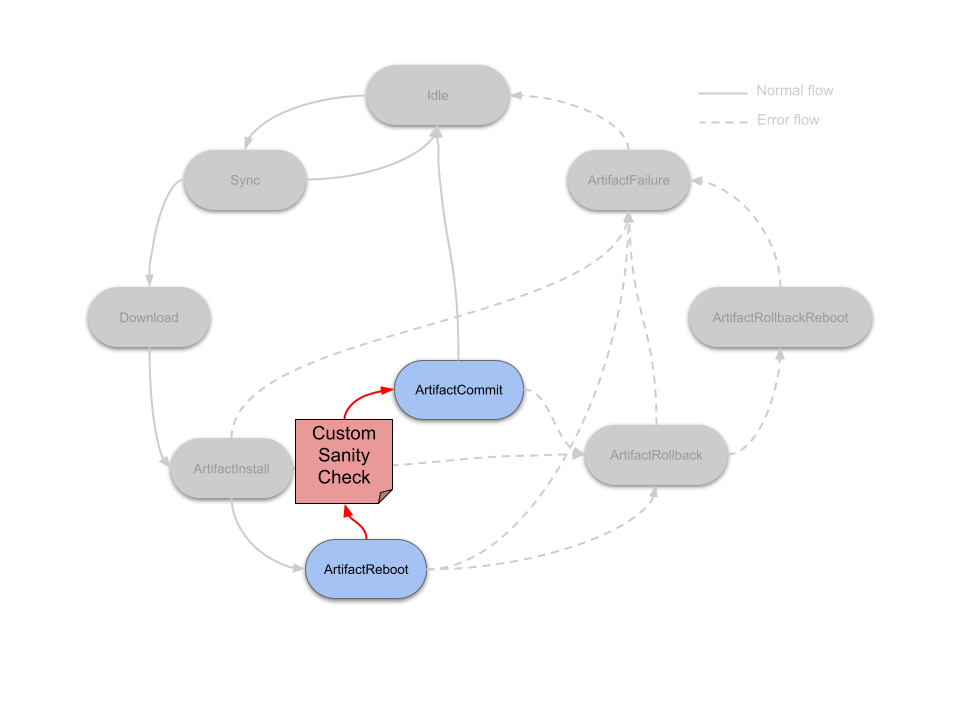 Idle
Normal flow
Error flow
Sync
ArtifactFailure
Download
ArtifactRollbackReboot
ArtifactCommit
Custom
Sanity
Check
ArtifactInstall
ArtifactRollback
ArtifactReboot